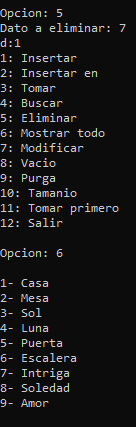 Opcion: 5
Dato a eliminar: 7
d:1
1: Insertar
2: Insertar en
3: Tomar
4: Buscar
5: Eliminar
6: Mostrar todo
7: Modificar
8: Vacio
9: Purga
10: Tamanio
11: Tomar primero
12: Salir
Opcion: 6
1- Casa
2- Mesa
3- Sol
4- Luna
5- Puerta
6- Escalera
7- Intriga
8- Soledad
9- Amor